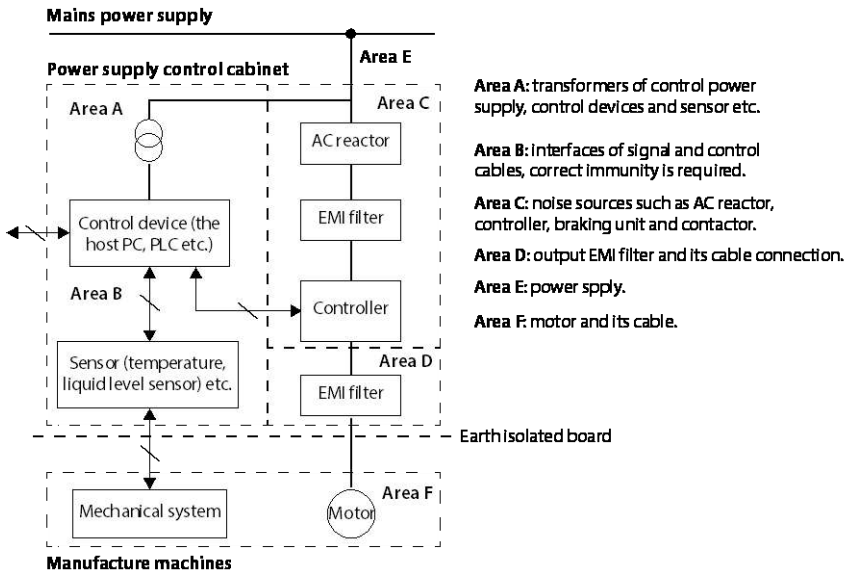 Mains power supply
Area E
Power supply control cabinet
Area A
Area C
AC reactor
EMI filter
Control device (the
host PC, PLC etc.)
Area B
Controller
Sensor (temperature,
liquid level sensor) etc.
Area D
EMI filter
Earth isolated board
Area F
Mechanical system
Motor
Manufacture machines
Area A: transformers of control power
supply, control devices and sensor etc.
Area B: interfaces of signal and control
cables, correct immunity is required.
Area C: noise sources such as AC reactor,
controller, braking unit and contactor.
Area D: output EMI filter and its cable connection.
Area E: power spply.
Area F: motor and its cable.